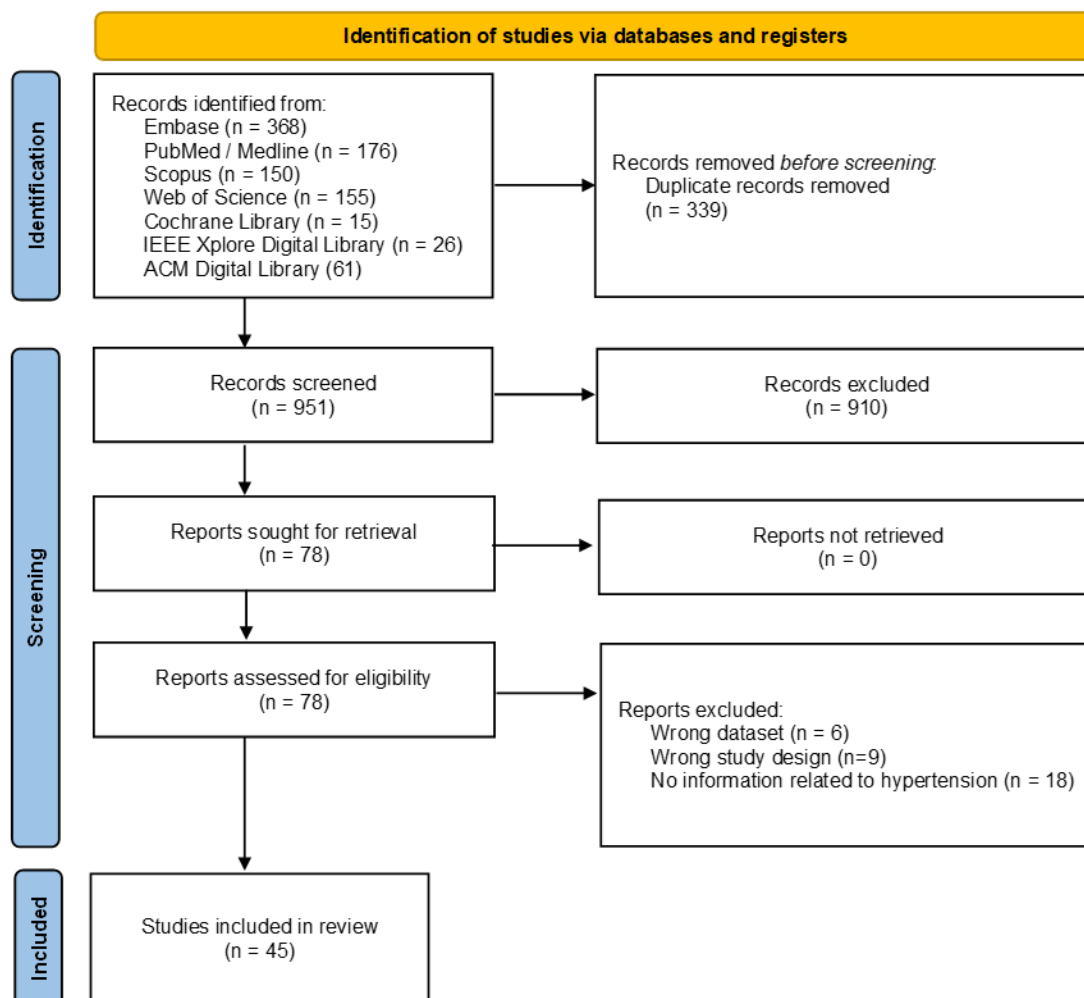 Identification of studies via databases and registers
Identification
Records identified from:
Embase (n = 368)
PubMed / Medline (n = 176)
Scopus (n = 150)
Web of Science (n = 155)
Cochrane Library (n = 15)
IEEE Xplore Digital Library (n = 26)
ACM Digital Library (61)
Records removed before screening:
Duplicate records removed
(n = 339)
Screening
Records screened
(n = 951)
Records excluded
(n = 910)
Reports sought for retrieval
(n = 78)
Reports not retrieved
(n = 0)
Reports assessed for eligibility
(n = 78)
Reports excluded:
Wrong dataset (n = 6)
Wrong study design (n=9)
No information related to hypertension (n = 18)
Included
Studies included in review
(n = 45)